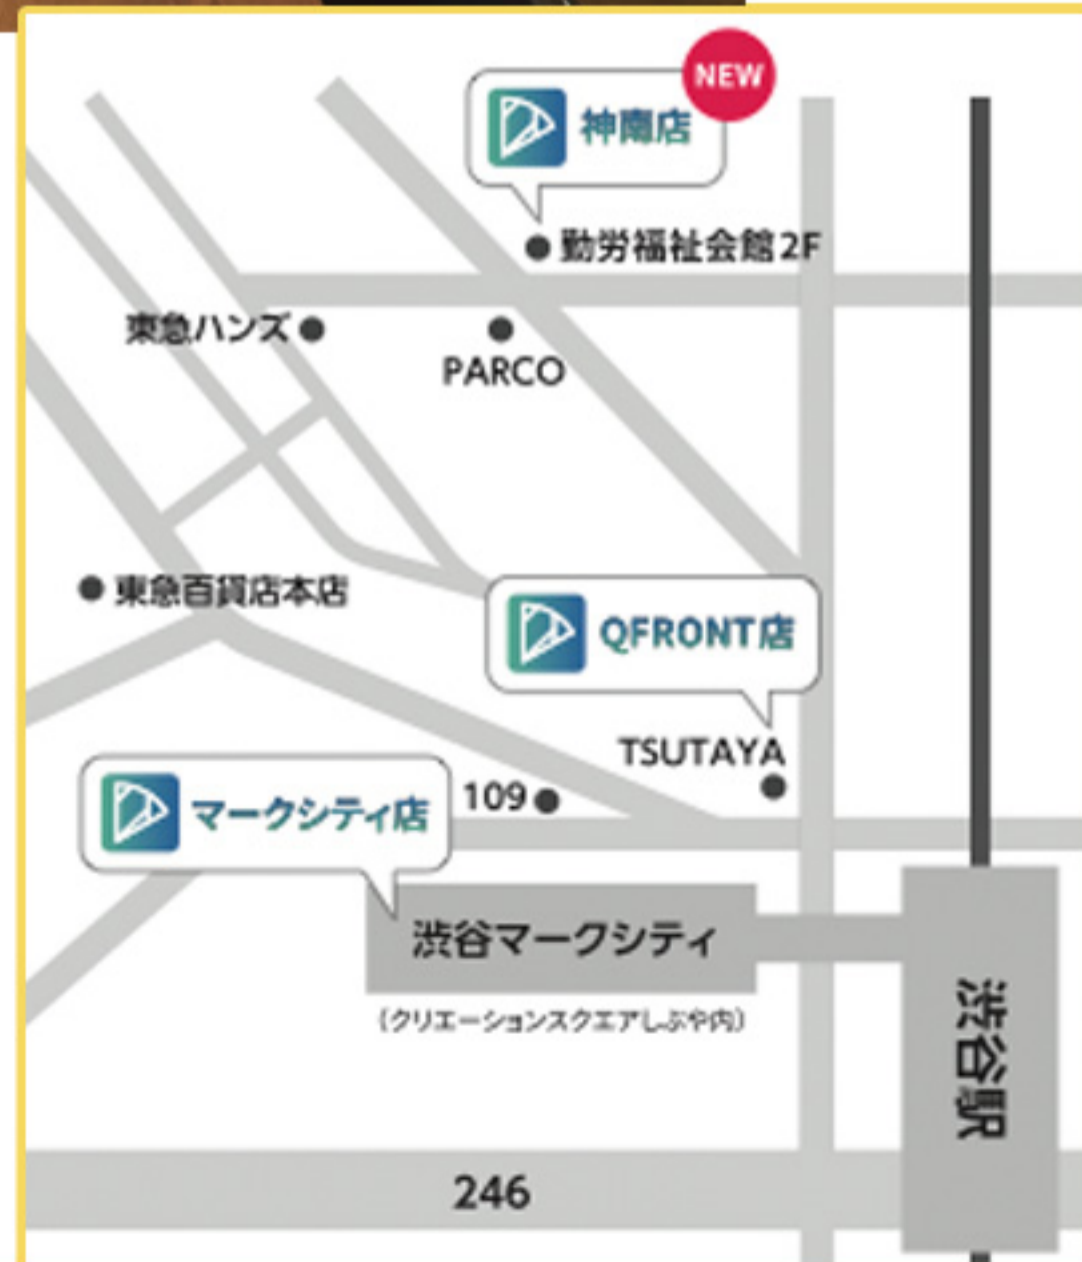 NEW
神南店
勤労福祉会館2F
東急ハンズ
PARCO
東急百貨店本店
QFRONT店
TSUTAYA
109
マークシティ店
渋谷マークシティ
(クリエーションスクエアしぶや内)
渋谷駅
246